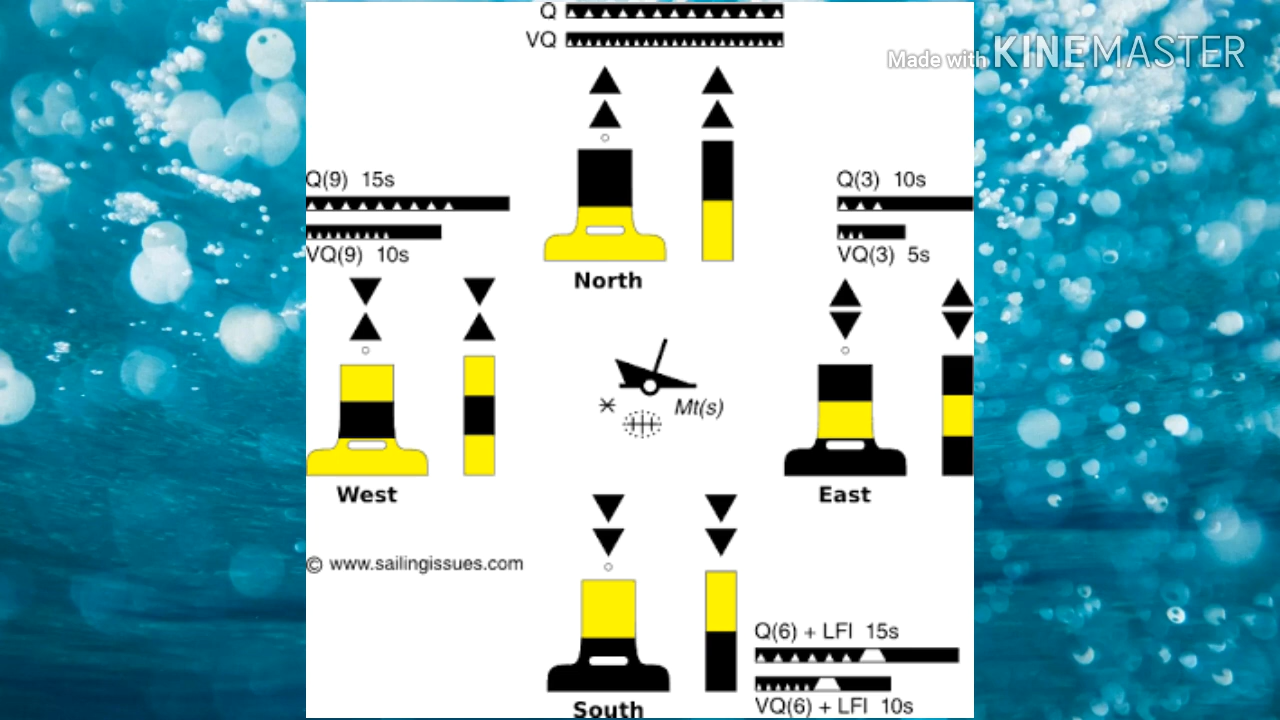 Q
VQ
Made with KINEMASTER
Q(9) 15s
VQ(9) 10s
North
Q(3) 10s
VQ(3) 5s
Mt(s)
West
East
© www.sailingissues.com
Q(6) + LFl 15s
VQ(6) + LFl 10s
South